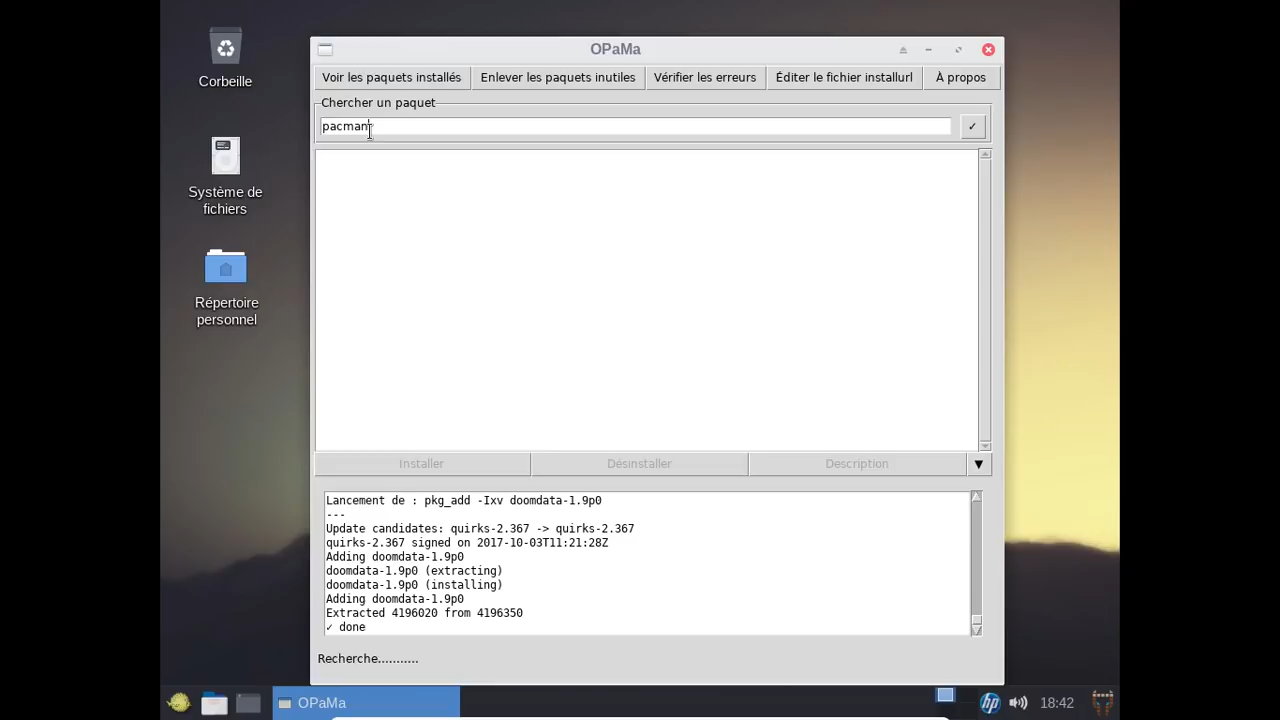 OPaMa
Voir les paquets installés
Enlever les paquets inutiles
Vérifier les erreurs
Éditer le fichier installurl
À propos
Chercher un paquet
pacman
✓
Corbeille
Système de
fichiers
Répertoire
personnel
Installer
Désinstaller
Description
▼
Lancement de : pkg_add -Ixv doomdata-1.9p0
---
Update candidates: quirks-2.367 -> quirks-2.367
quirks-2.367 signed on 2017-10-03T11:21:28Z
Adding doomdata-1.9p0
doomdata-1.9p0 (extracting)
doomdata-1.9p0 (installing)
Adding doomdata-1.9p0
Extracted 4196020 from 4196350
✓ done
Recherche...........
OPaMa
hp
18:42